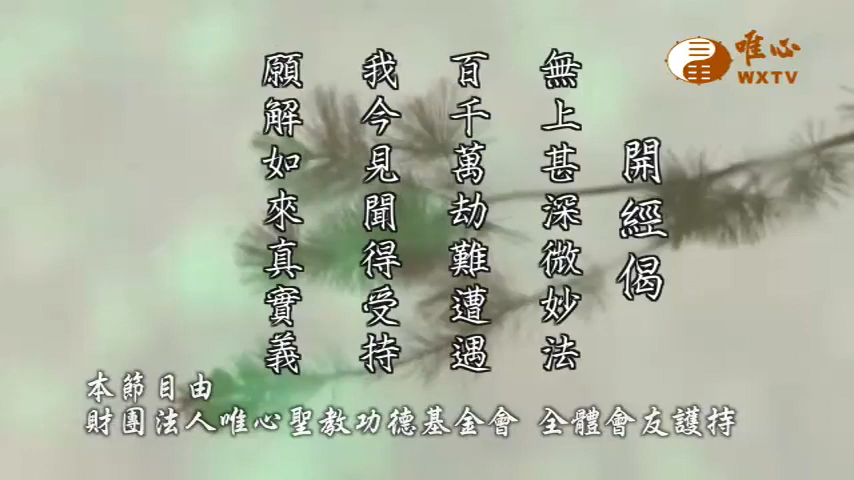 唯心
WXTV
開經偈
無上甚深微妙法
百千萬劫難遭遇
我今見聞得受持
願解如來真實義
本節目由
財團法人唯心聖教功德基金會 全體會友護持